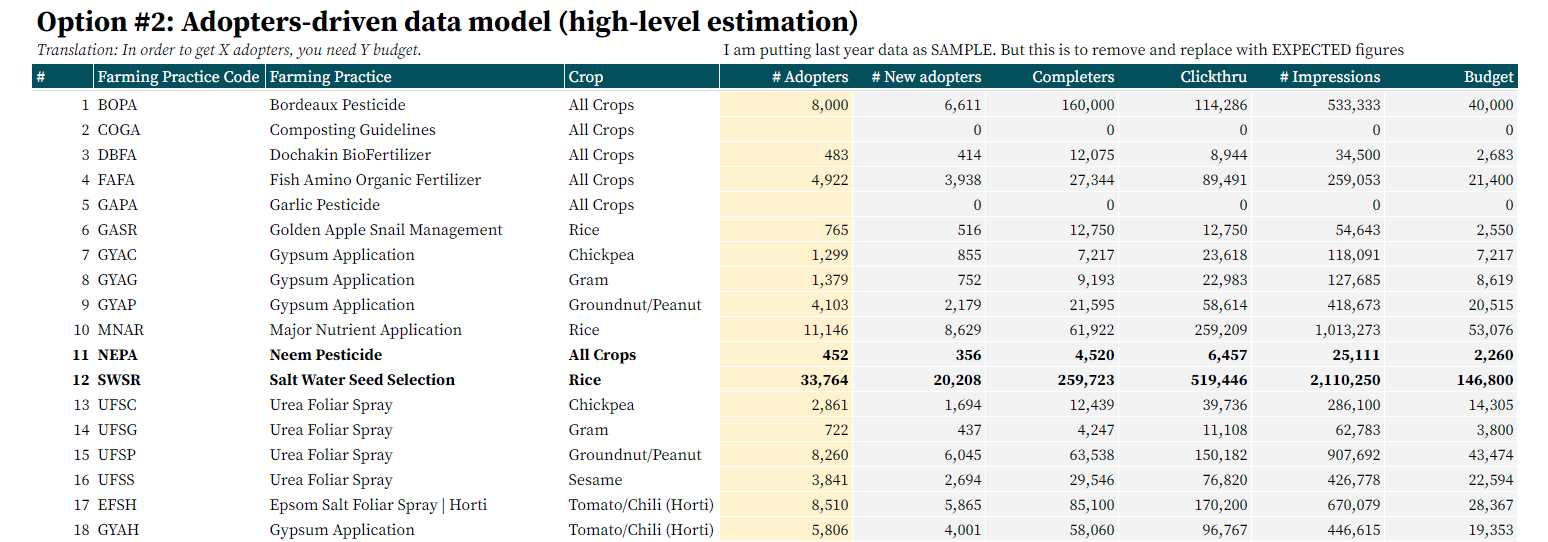 Option #2: Adopters-driven data model (high-level estimation)
Translation: In order to get X adopters, you need Y budget. I am putting last year data as SAMPLE. But this is to remove and replace with EXPECTED figures
# Farming Practice Code Farming Practice Crop # Adopters # New adopters Completers Clickthru # Impressions Budget
1 BOPA Bordeaux Pesticide All Crops 8,000 6,611 160,000 114,286 533,333 40,000
2 COGA Composting Guidelines All Crops 0 0 0 0 0
3 DBFA Dochakin BioFertilizer All Crops 483 414 12,075 8,944 34,500 2,683
4 FAFA Fish Amino Organic Fertilizer All Crops 4,922 3,938 27,344 89,491 259,053 21,400
5 GAPA Garlic Pesticide All Crops 0 0 0 0 0
6 GASR Golden Apple Snail Management Rice 765 516 12,750 12,750 54,643 2,550
7 GYAC Gypsum Application Chickpea 1,299 855 7,217 23,618 118,091 7,217
8 GYAG Gypsum Application Gram 1,379 752 9,193 22,983 127,685 8,619
9 GYAP Gypsum Application Groundnut/Peanut 4,103 2,179 21,595 58,614 418,673 20,515
10 MNAR Major Nutrient Application Rice 11,146 8,629 61,922 259,209 1,013,273 53,076
11 NEPA Neem Pesticide All Crops 452 356 4,520 6,457 25,111 2,260
12 SWSR Salt Water Seed Selection Rice 33,764 20,208 259,723 519,446 2,110,250 146,800
13 UFSC Urea Foliar Spray Chickpea 2,861 1,694 12,439 39,736 286,100 14,305
14 UFSG Urea Foliar Spray Gram 722 437 4,247 11,108 62,783 3,800
15 UFSP Urea Foliar Spray Groundnut/Peanut 8,260 6,045 63,538 150,182 907,692 43,474
16 UFSS Urea Foliar Spray Sesame 3,841 2,694 29,546 76,820 426,778 22,594
17 EFSH Epsom Salt Foliar Spray | Horti Tomato/Chili (Horti) 8,510 5,865 85,100 170,200 670,079 28,367
18 GYAH Gypsum Application Tomato/Chili (Horti) 5,806 4,001 58,060 96,767 446,615 19,353